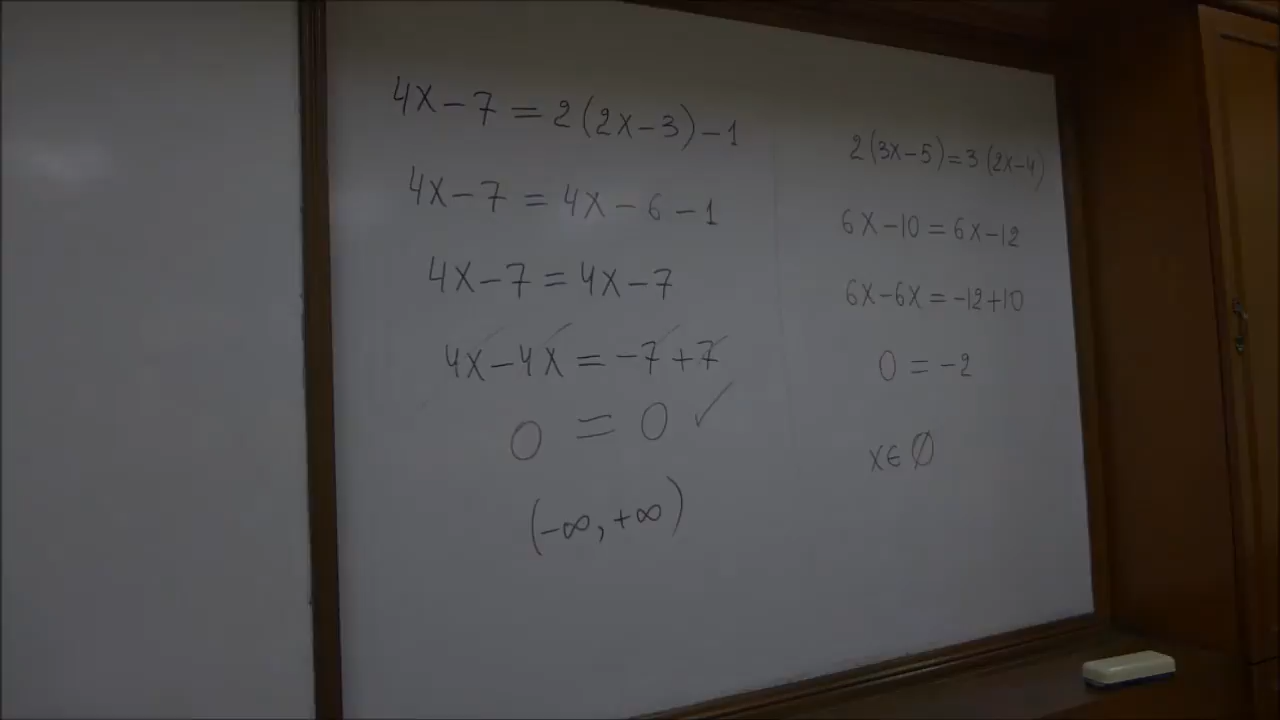 4x-7=2(2x-3)-1
4x-7=4x-6-1
4x-7=4x-7
4x-4x=-7+7
0=0 ✓
(-∞,+∞)
2(3x-5)=3(2x-4)
6x-10=6x-12
6x-6x=-12+10
0=-2
x∈∅